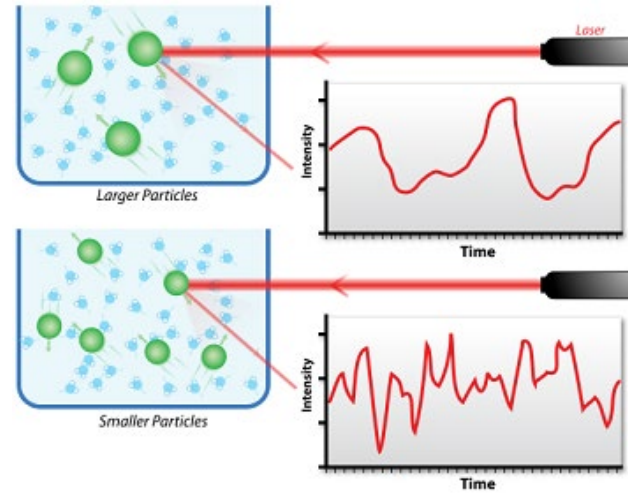 Laser
Intensity
Time
Larger Particles
Intensity
Time
Smaller Particles